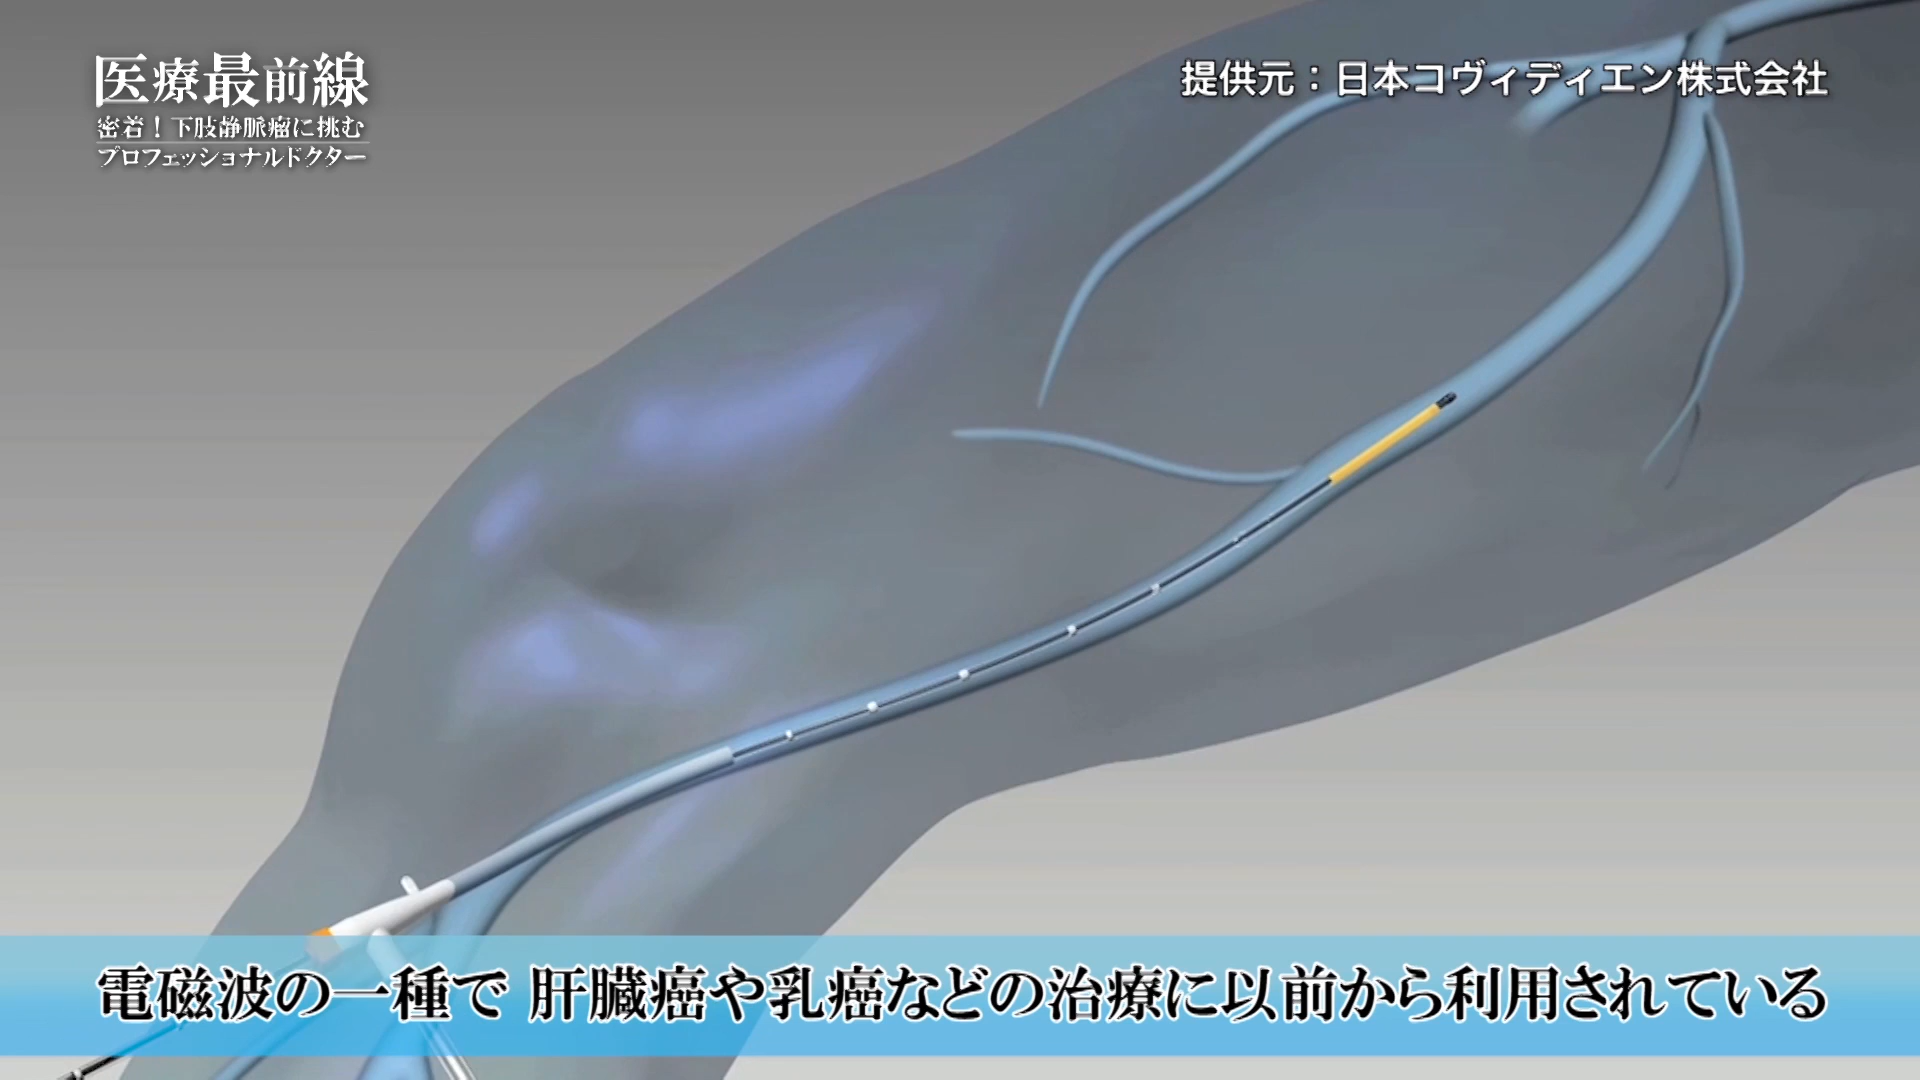 医療最前線
密着！下肢静脈瘤に挑む
プロフェッショナルドクター
提供元：日本コヴィディエン株式会社
電磁波の一種で 肝臓癌や乳癌などの治療に以前から利用されている